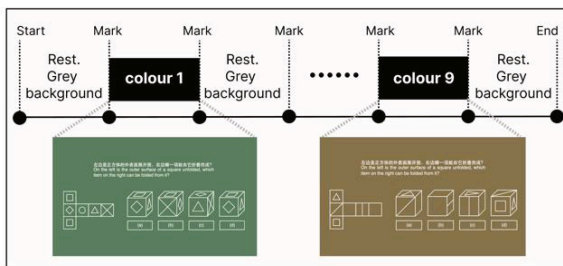 Start
Mark
Mark
Mark
Mark
Mark
End
Rest.
Grey
background
colour 1
Rest.
Grey
background
colour 9
Rest.
Grey
background
On the left is the outer surface of a square unfolded, which
item on the right can be folded from it?
(a)
(b)
(c)
(d)
On the left is the outer surface of a square unfolded, which
item on the right can be folded from it?
(a)
(b)
(c)
(d)